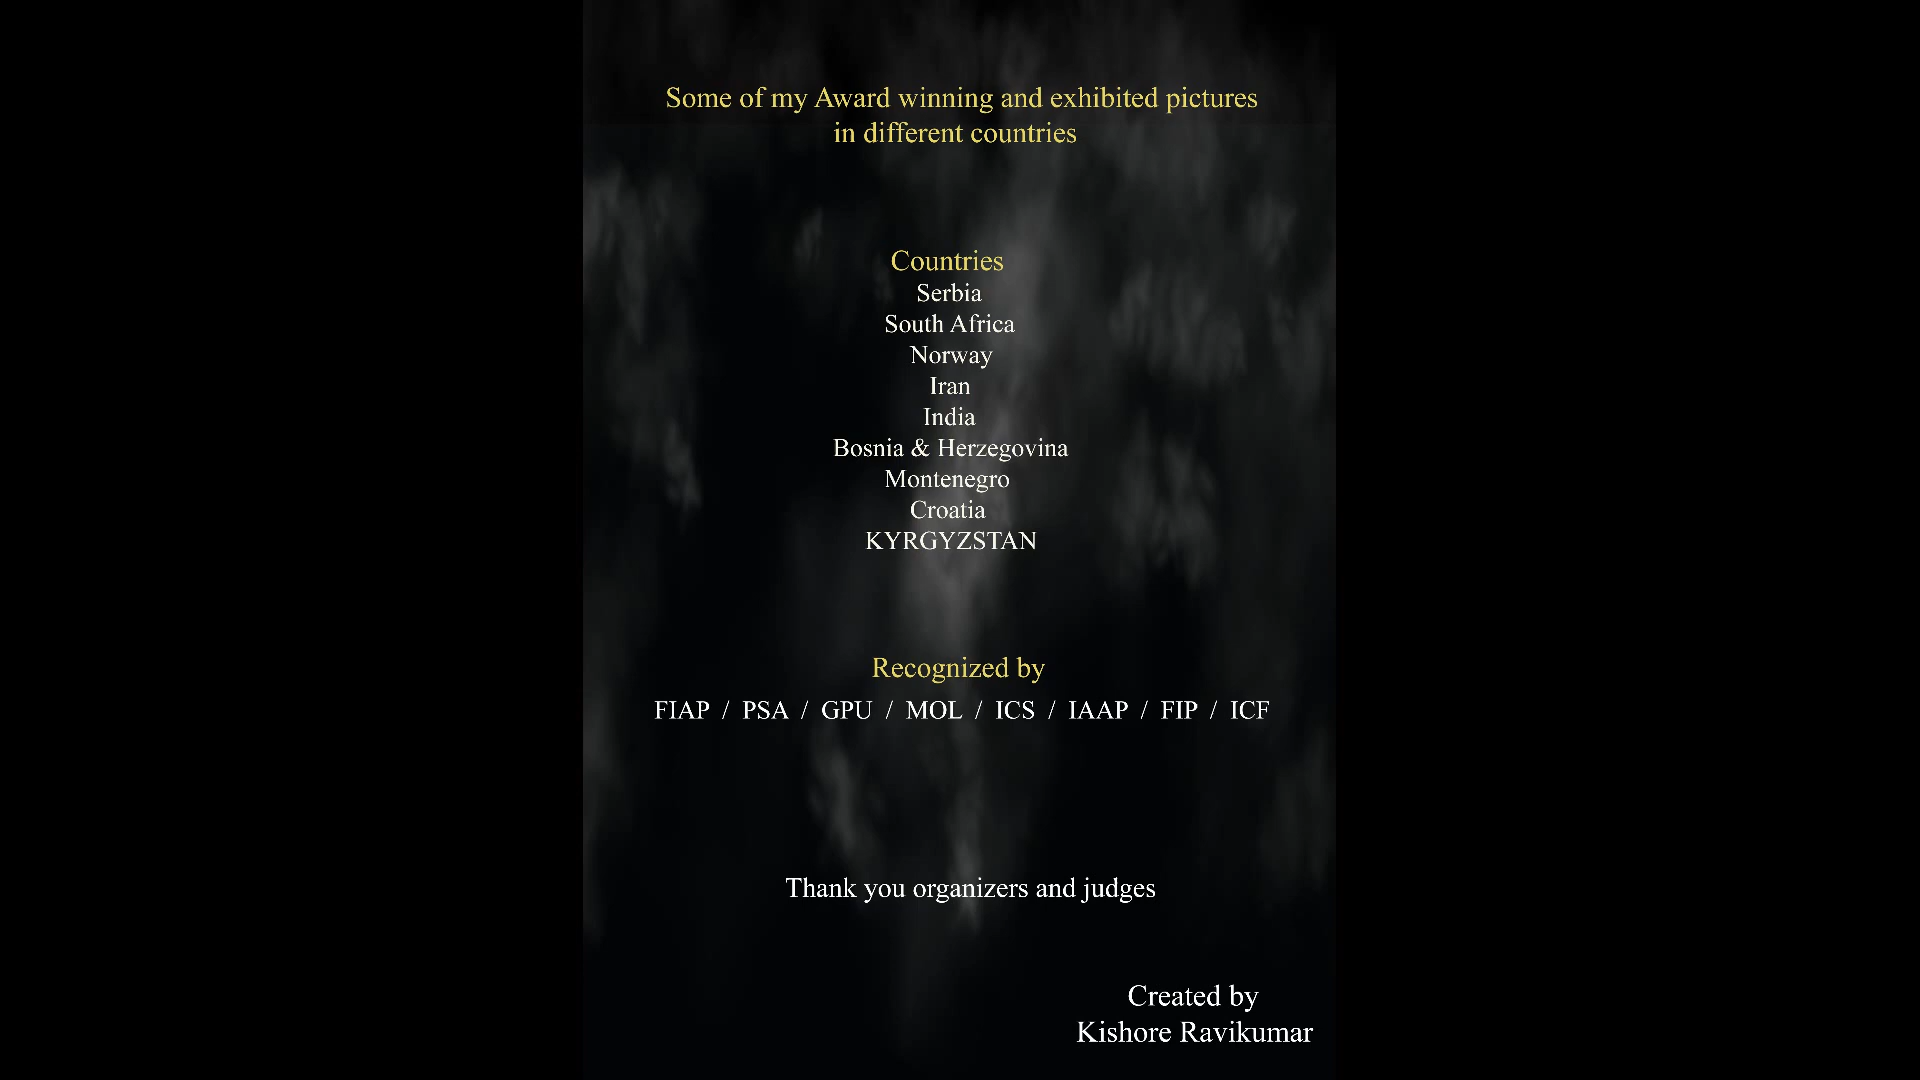 Some of my Award winning and exhibited pictures
in different countries
Countries
Serbia
South Africa
Norway
Iran
India
Bosnia & Herzegovina
Montenegro
Croatia
KYRGYZSTAN
Recognized by
FIAP / PSA / GPU / MOL / ICS / IAAP / FIP / ICF
Thank you organizers and judges
Created by
Kishore Ravikumar